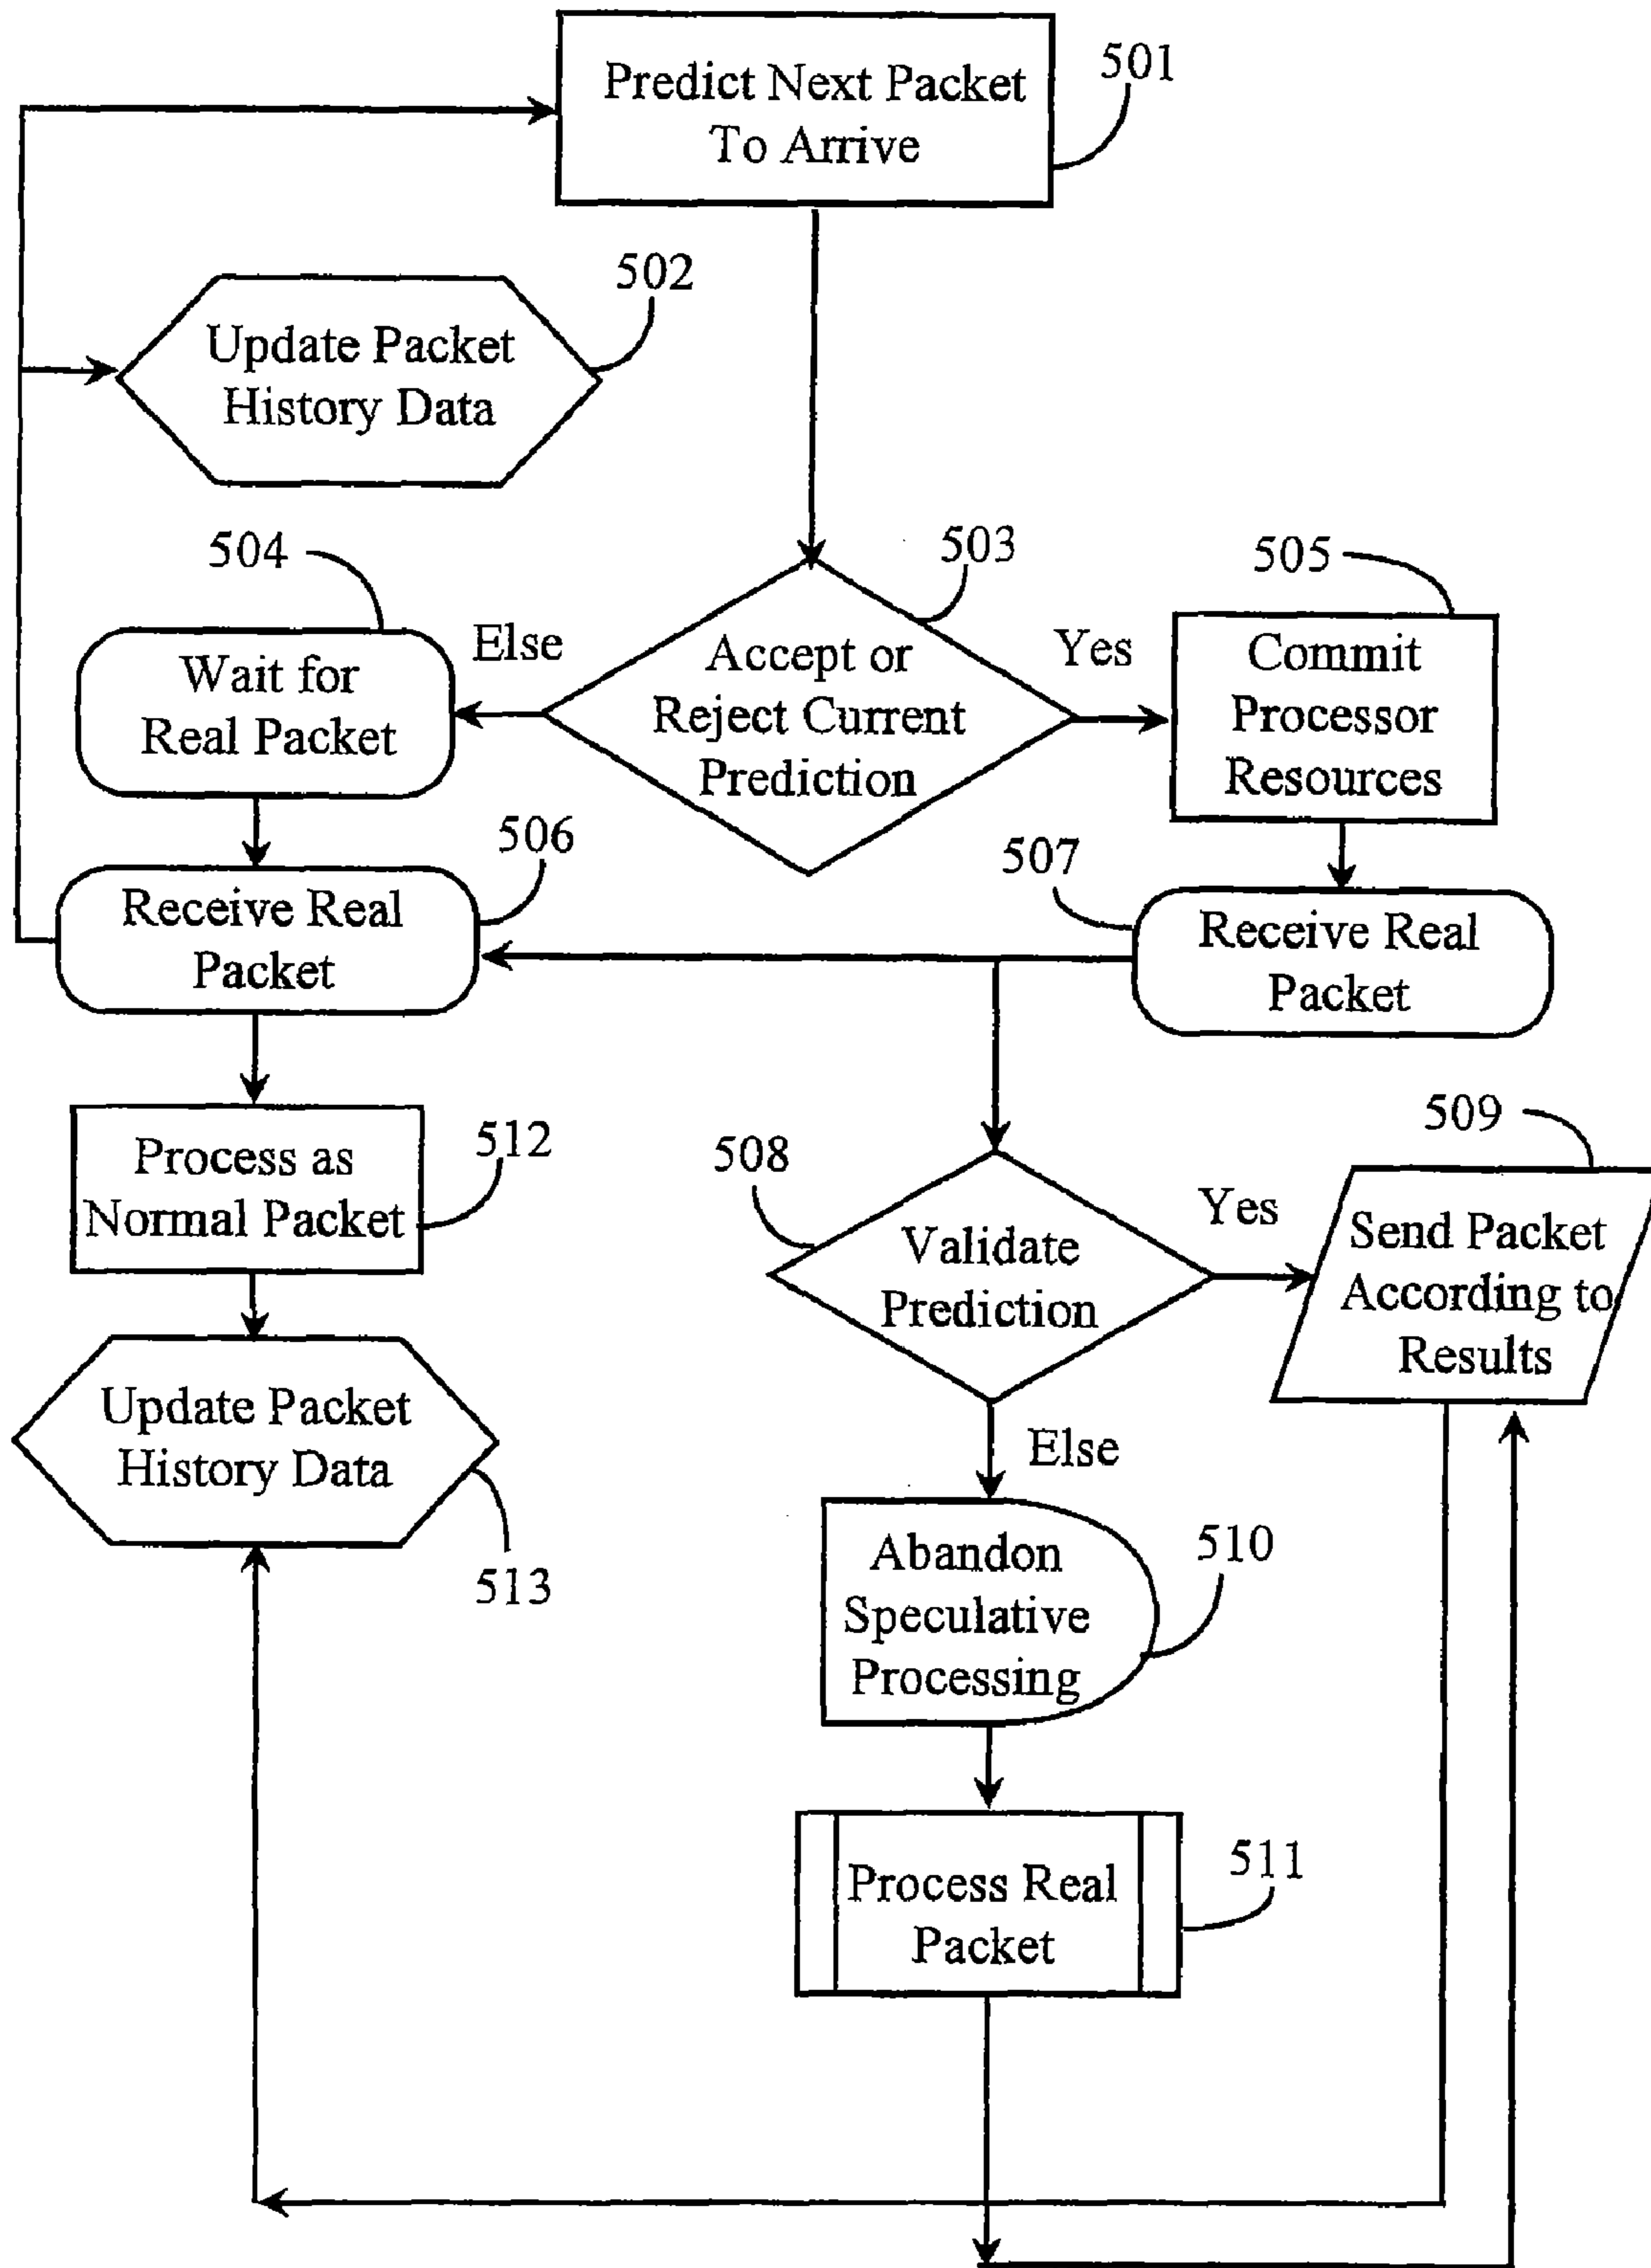 Predict Next Packet
To Arrive
501
502
Update Packet
History Data
503
Accept or
Reject Current
Prediction
504
Else
Wait for
Real Packet
505
Yes
Commit
Processor
Resources
506
Receive Real
Packet
507
Receive Real
Packet
512
Process as
Normal Packet
508
Validate
Prediction
Yes
509
Send Packet
According to
Results
Update Packet
History Data
513
Else
Abandon
Speculative
Processing
510
Process Real
Packet
511